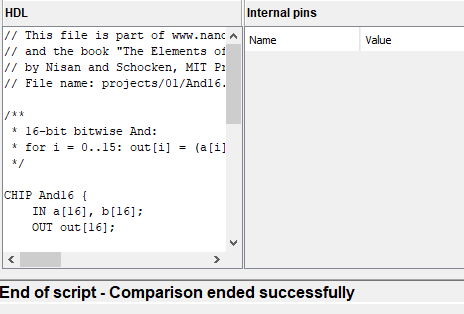 HDL
// This file is part of www.nand
// and the book "The Elements of
// by Nisan and Schocken, MIT Pr
// File name: projects/01/And16.
/**
* 16-bit bitwise And:
* for i = 0..15: out[i] = (a[i]
*/
CHIP And16 {
IN a[16], b[16];
OUT out[16];
Internal pins
Name Value
End of script - Comparison ended successfully